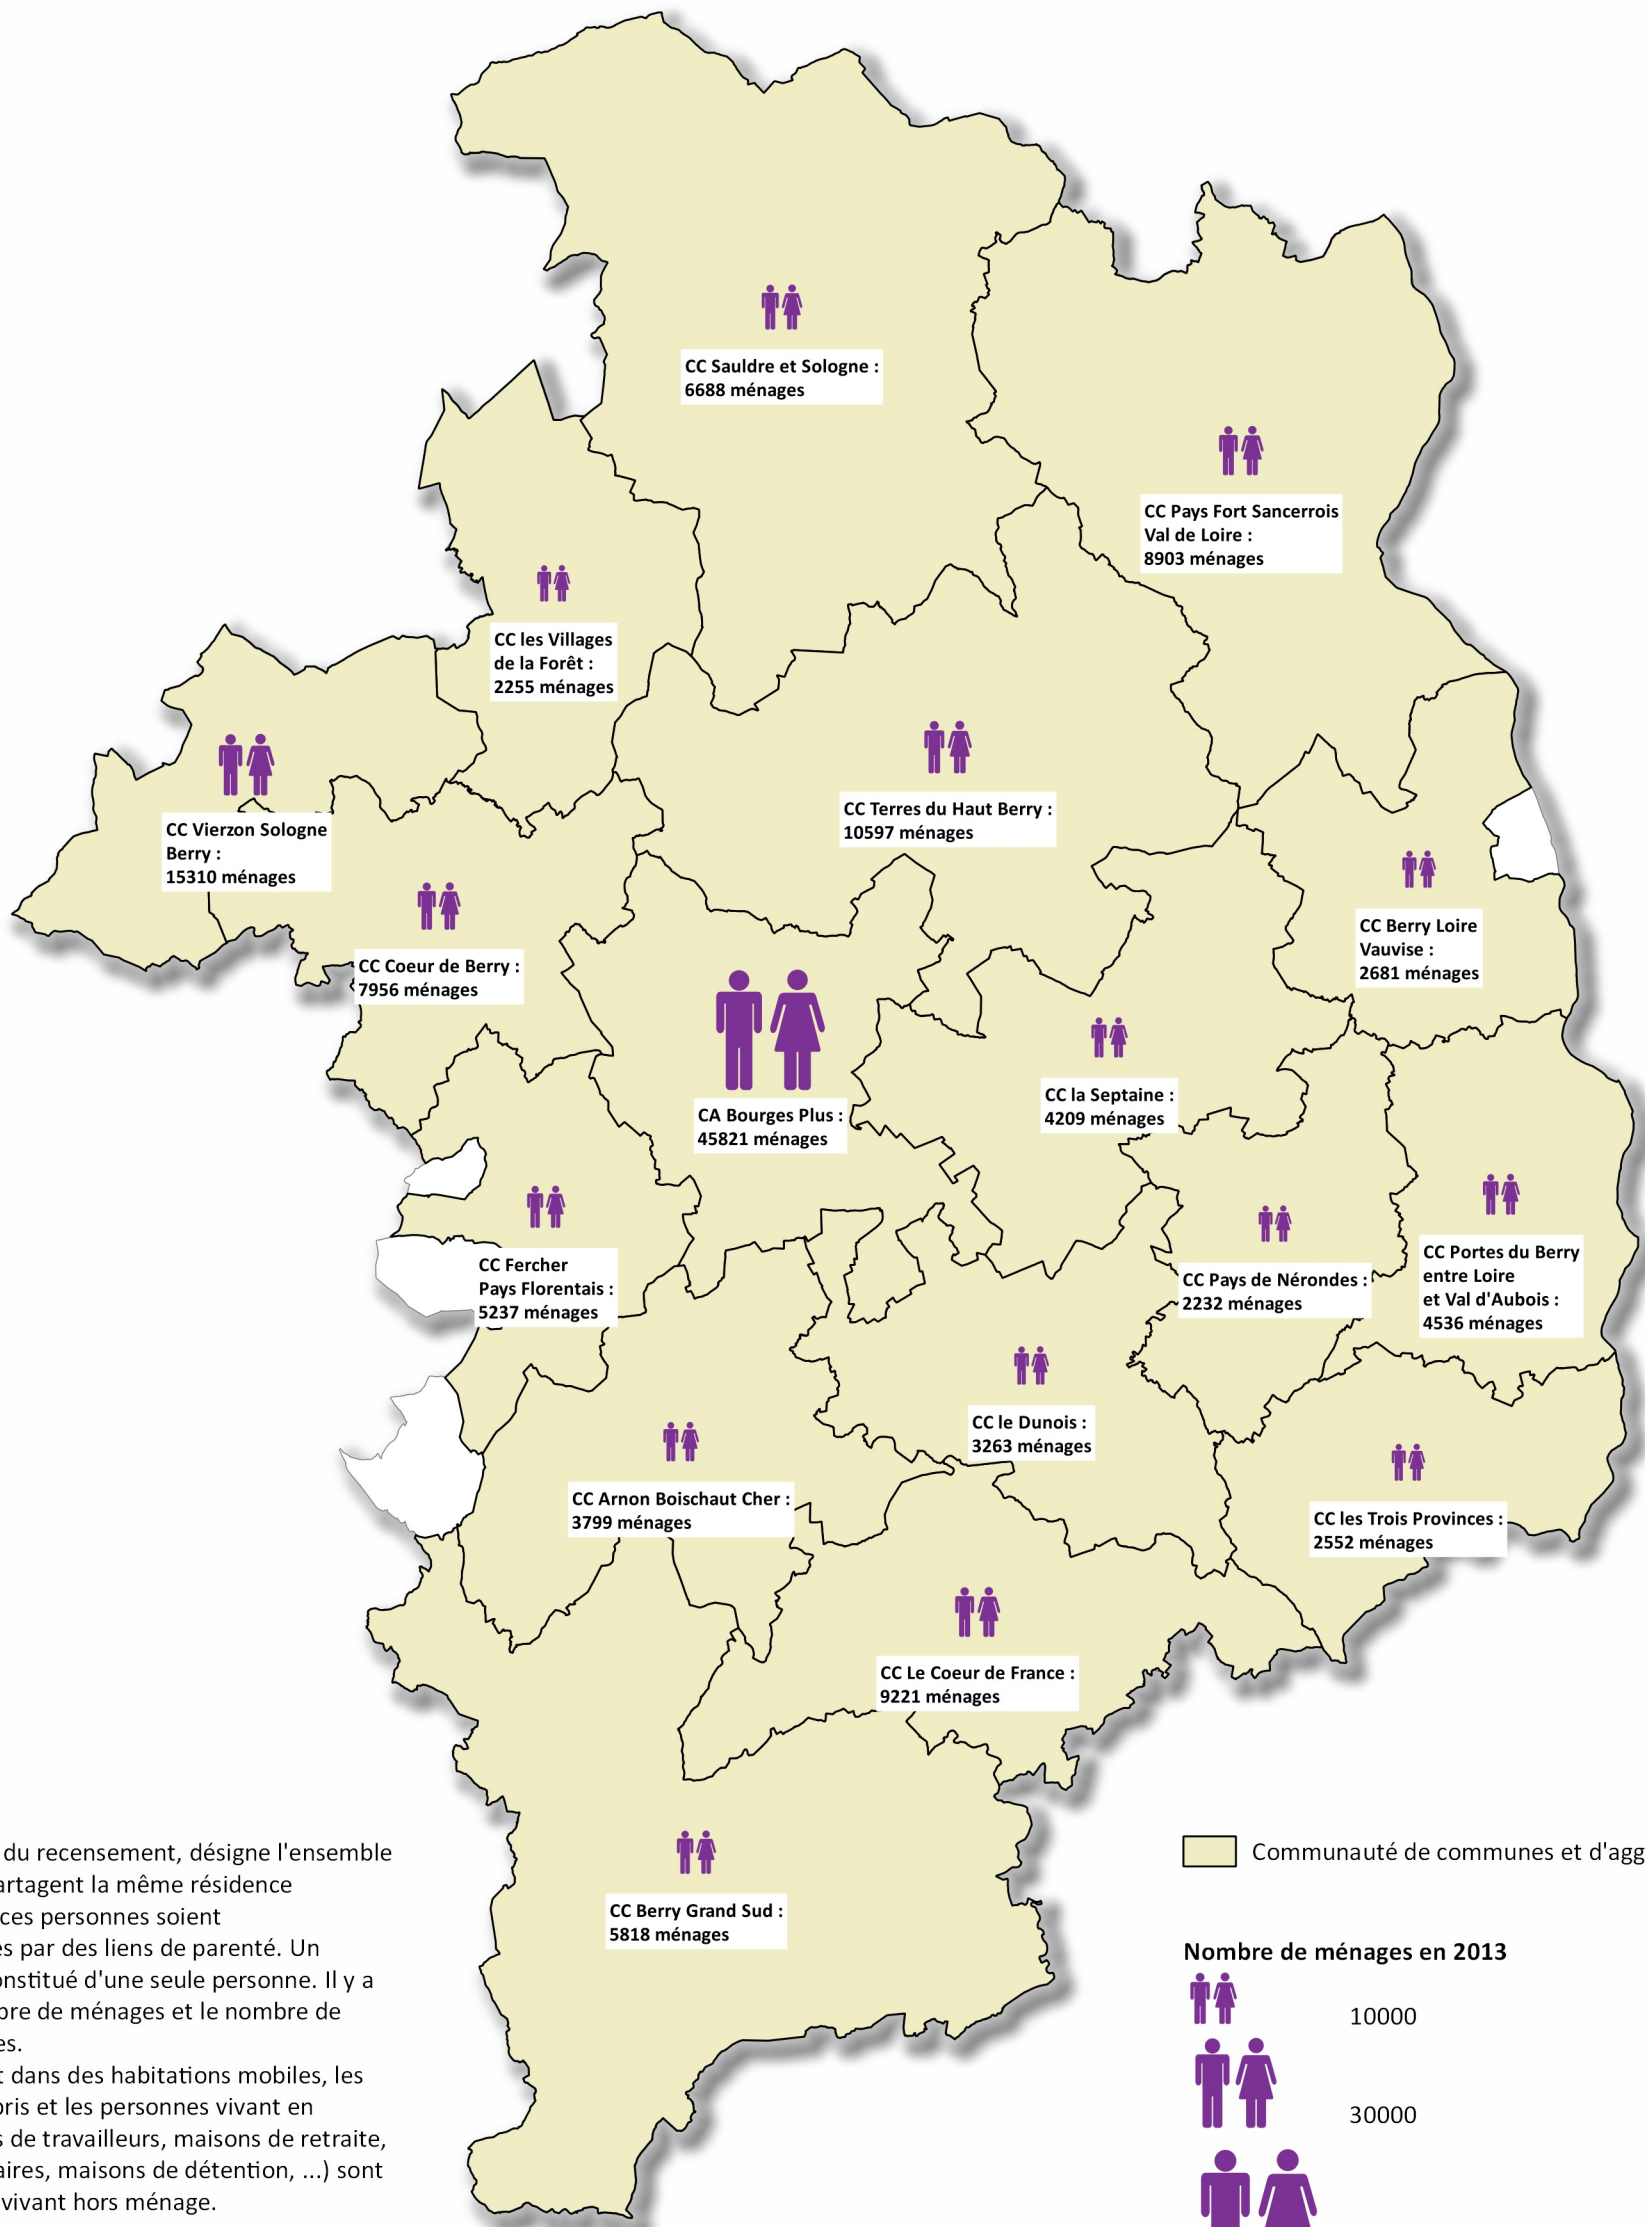 CC Sauldre et Sologne :
6688 ménages
CC Pays Fort Sancerrois
Val de Loire :
8903 ménages
CC les Villages
de la Forêt :
2255 ménages
CC Vierzon Sologne
Berry :
15310 ménages
CC Terres du Haut Berry :
10597 ménages
CC Berry Loire
Vauvise :
2681 ménages
CC Coeur de Berry :
7956 ménages
CA Bourges Plus :
45821 ménages
CC la Septaine :
4209 ménages
CC Fercher
Pays Florentais :
5237 ménages
CC Pays de Nérondes :
2232 ménages
CC Portes du Berry
entre Loire
et Val d'Aubois :
4536 ménages
CC le Dunois :
3263 ménages
CC Arnon Boischaut Cher :
3799 ménages
CC les Trois Provinces :
2552 ménages
CC Le Coeur de France :
9221 ménages
CC Berry Grand Sud :
5818 ménages
du recensement, désigne l'ensemble
artagent la même résidence
ces personnes soient
es par des liens de parenté. Un
onstitué d'une seule personne. Il y a
bre de ménages et le nombre de
es.
t dans des habitations mobiles, les
bris et les personnes vivant en
s de travailleurs, maisons de retraite,
aires, maisons de détention, ...) sont
vivant hors ménage.
Communauté de communes et d'agg
Nombre de ménages en 2013
10000
30000